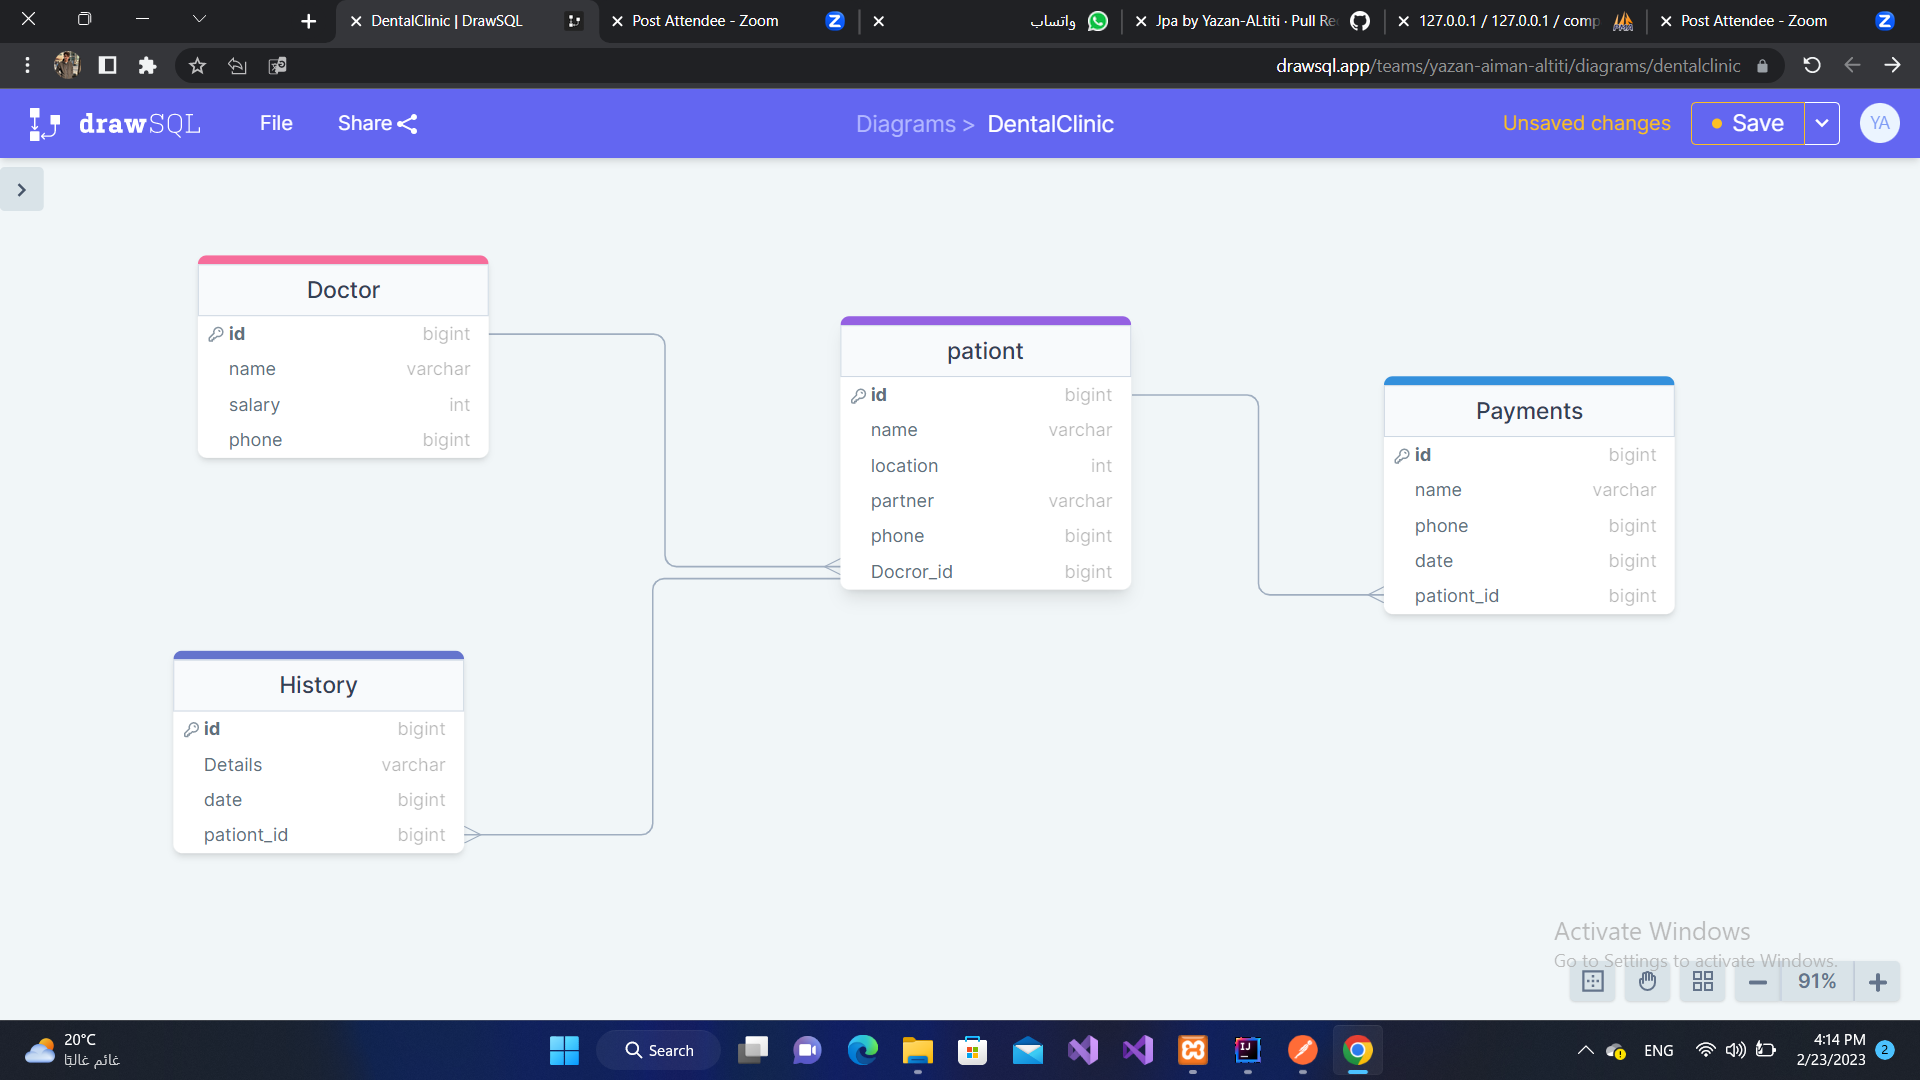 DentalClinic | DrawSQL
Post Attendee - Zoom
واتساب
Jpa by Yazan-ALtiti · Pull Re
127.0.0.1 / 127.0.0.1 / comp
Post Attendee - Zoom
drawsql.app/teams/yazan-aiman-altiti/diagrams/dentalclinic
drawSQL
File
Share
Diagrams > DentalClinic
Unsaved changes
Save
YA
Doctor
id bigint
name varchar
salary int
phone bigint
pationt
id bigint
name varchar
location int
partner varchar
phone bigint
Docror_id bigint
Payments
id bigint
name varchar
phone bigint
date bigint
pationt_id bigint
History
id bigint
Details varchar
date bigint
pationt_id bigint
Activate Windows
Go to Settings to activate Windows.
91%
20°C
غائم غالبًا
Search
ENG
4:14 PM
2/23/2023
2